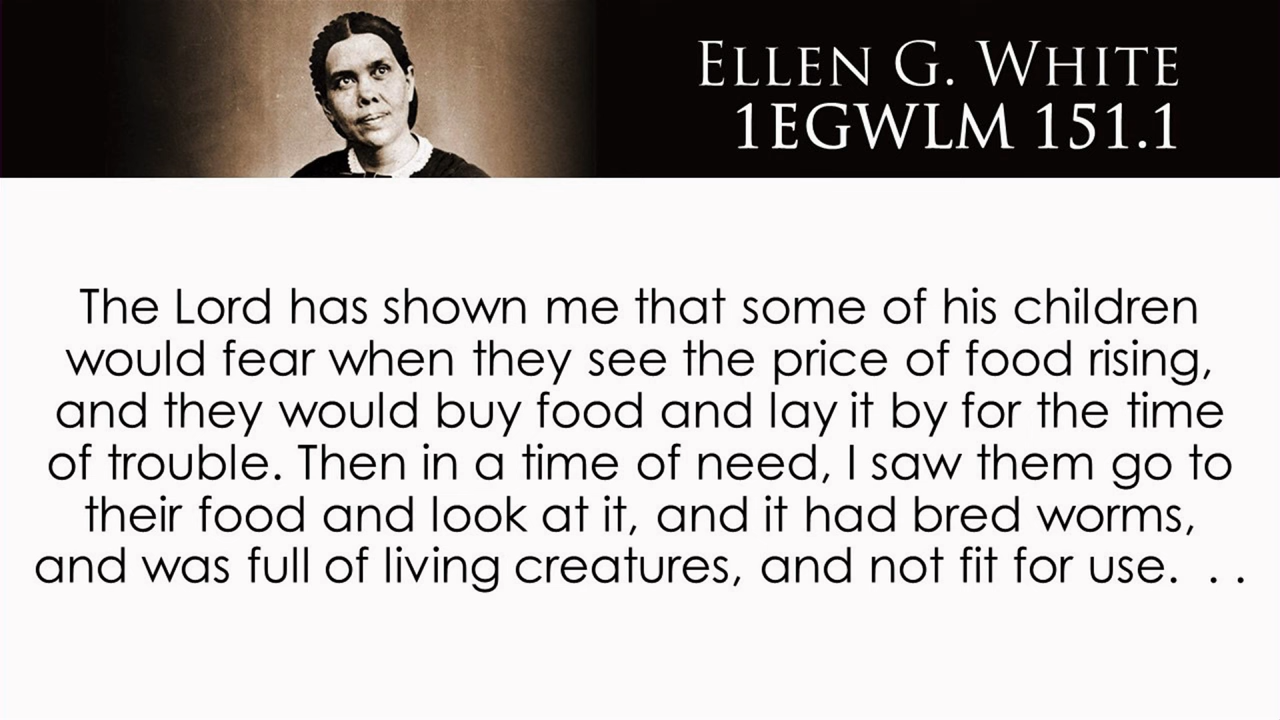 ELLEN G. WHITE
1EGWLM 151.1
The Lord has shown me that some of his children
would fear when they see the price of food rising,
and they would buy food and lay it by for the time
of trouble. Then in a time of need, I saw them go to
their food and look at it, and it had bred worms,
and was full of living creatures, and not fit for use. . .